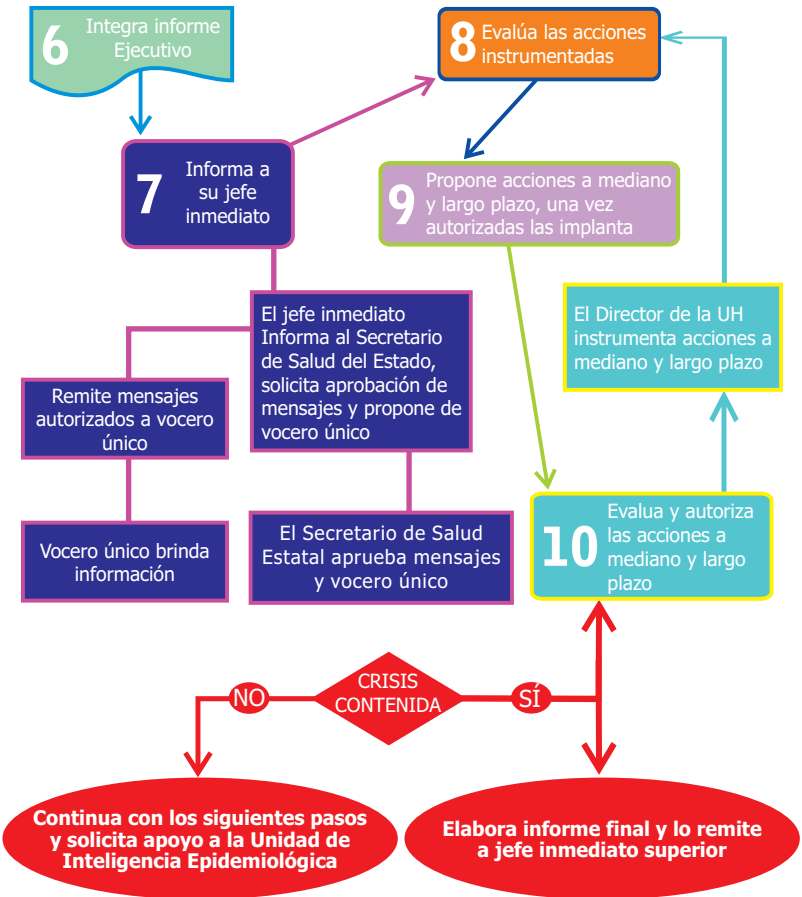 6
Integra informe
Ejecutivo
8
Evalúa las acciones
instrumentadas
7
Informa a
su jefe
inmediato
9
Propone acciones a mediano
y largo plazo, una vez
autorizadas las implanta
El jefe inmediato
Informa al Secretario
de Salud del Estado,
solicita aprobación de
mensajes y propone de
vocero único
El Director de la UH
instrumenta acciones a
mediano y largo plazo
Remite mensajes
autorizados a vocero
único
Vocero único brinda
información
El Secretario de Salud
Estatal aprueba mensajes
y vocero único
10
Evalua y autoriza
las acciones a
mediano y largo
plazo
CRISIS
CONTENIDA
NO
SÍ
Continua con los siguientes pasos
y solicita apoyo a la Unidad de
Inteligencia Epidemiológica
Elabora informe final y lo remite
a jefe inmediato superior